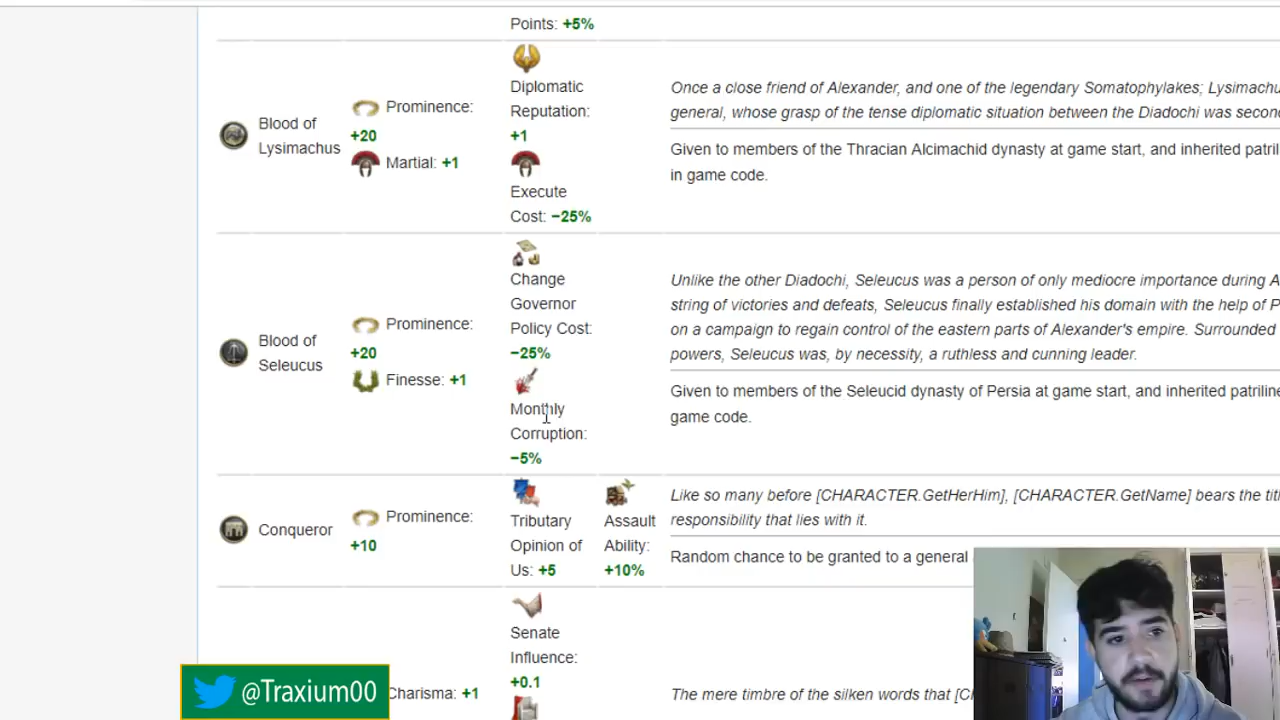 Points: +5%
Diplomatic
Reputation:
+1
Execute
Cost: −25%
Blood of
Lysimachus
Prominence:
+20
Martial: +1
Once a close friend of Alexander, and one of the legendary Somatophylakes; Lysimachu
general, whose grasp of the tense diplomatic situation between the Diadochi was secon
Given to members of the Thracian Alcimachid dynasty at game start, and inherited patril
in game code.
Blood of
Seleucus
Prominence:
+20
Finesse: +1
Change
Governor
Policy Cost:
−25%
Monthly
Corruption:
−5%
Unlike the other Diadochi, Seleucus was a person of only mediocre importance during A
string of victories and defeats, Seleucus finally established his domain with the help of P
on a campaign to regain control of the eastern parts of Alexander's empire. Surrounded
powers, Seleucus was, by necessity, a ruthless and cunning leader.
Given to members of the Seleucid dynasty of Persia at game start, and inherited patriline
game code.
Conqueror
Prominence:
+10
Tributary
Opinion of
Us: +5
Assault
Ability:
+10%
Like so many before [CHARACTER.GetHerHim], [CHARACTER.GetName] bears the titl
responsibility that lies with it.
Random chance to be granted to a general
Charisma: +1
Senate
Influence:
+0.1
The mere timbre of the silken words that [CH
@Traxium00